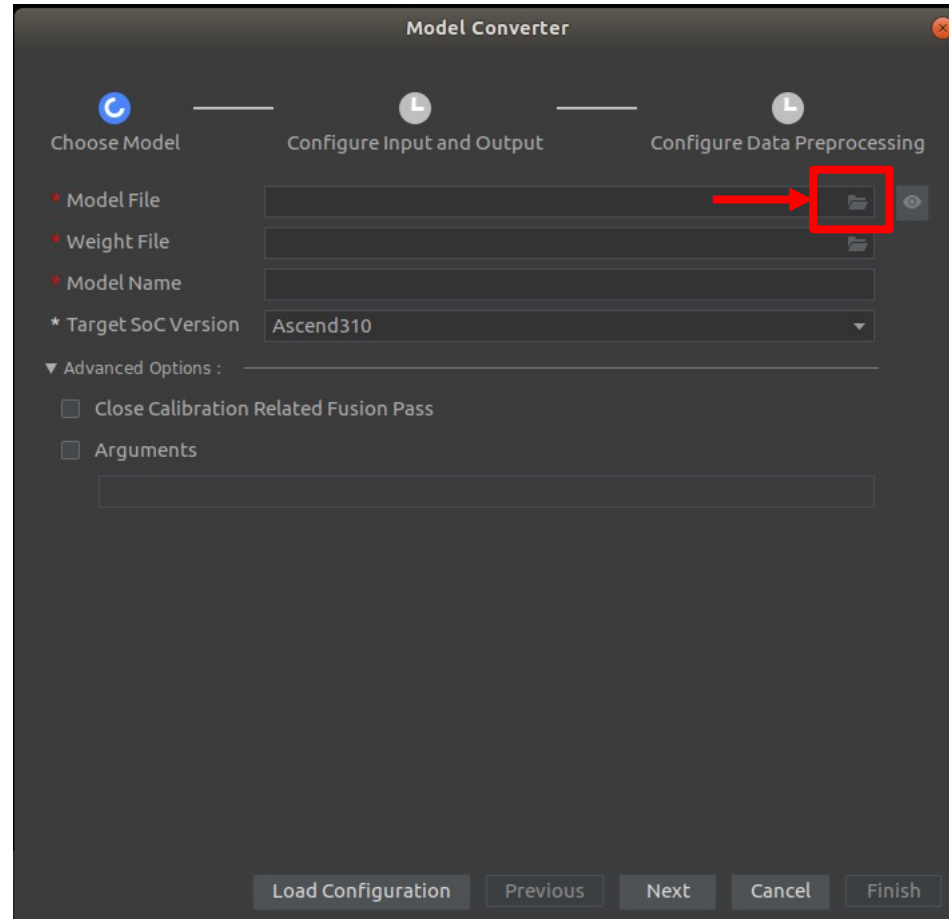 Model Converter
Choose Model
Configure Input and Output
Configure Data Preprocessing
* Model File
* Weight File
* Model Name
* Target SoC Version Ascend310
▼ Advanced Options :
Close Calibration Related Fusion Pass
Arguments
Load Configuration Previous Next Cancel Finish